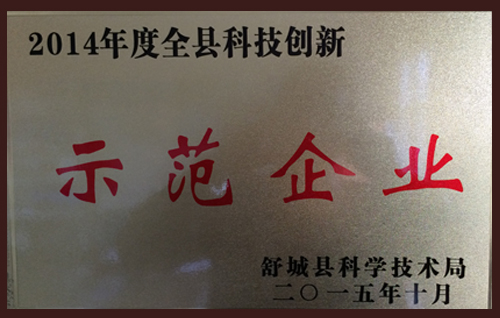 2014年度全县科技创新
示范企业
舒城县科学技术局
二〇一五年十月